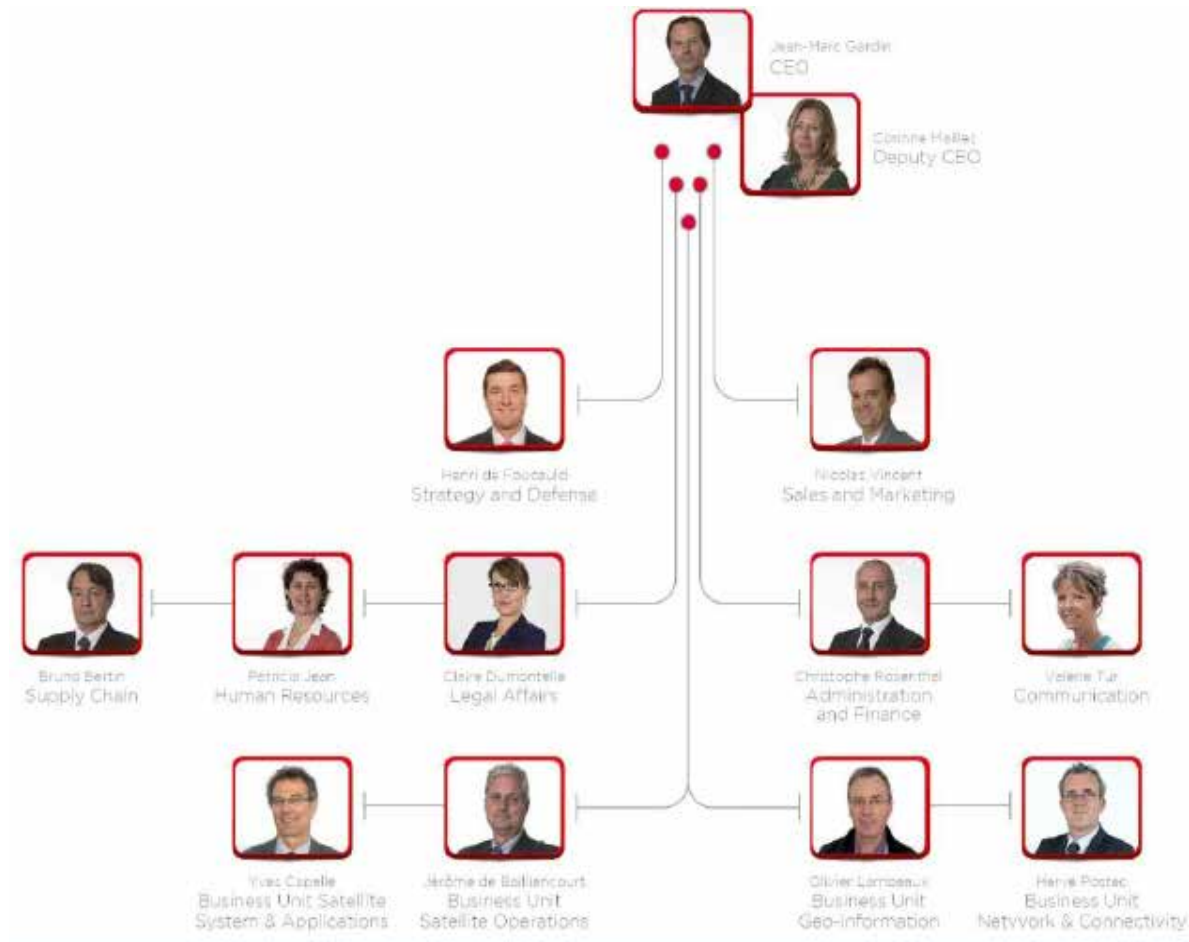 Jean-Marc Gardin
CEO
Corinne Mailles
Deputy CEO
Henri de Foucauld
Strategy and Defense
Nicolas Vincent
Sales and Marketing
Bruno Bertin
Supply Chain
Patricia Jean
Human Resources
Claire Dumontelle
Legal Affairs
Christophe Rosenthal
Administration
and Finance
Valerie Tur
Communication
Yves Capelle
Business Unit Satellite
System & Applications
Jérôme de Bailliencourt
Business Unit
Satellite Operations
Olivier
Business Unit
Geo-information
Hervé Postec
Business Unit
Network & Connectivity